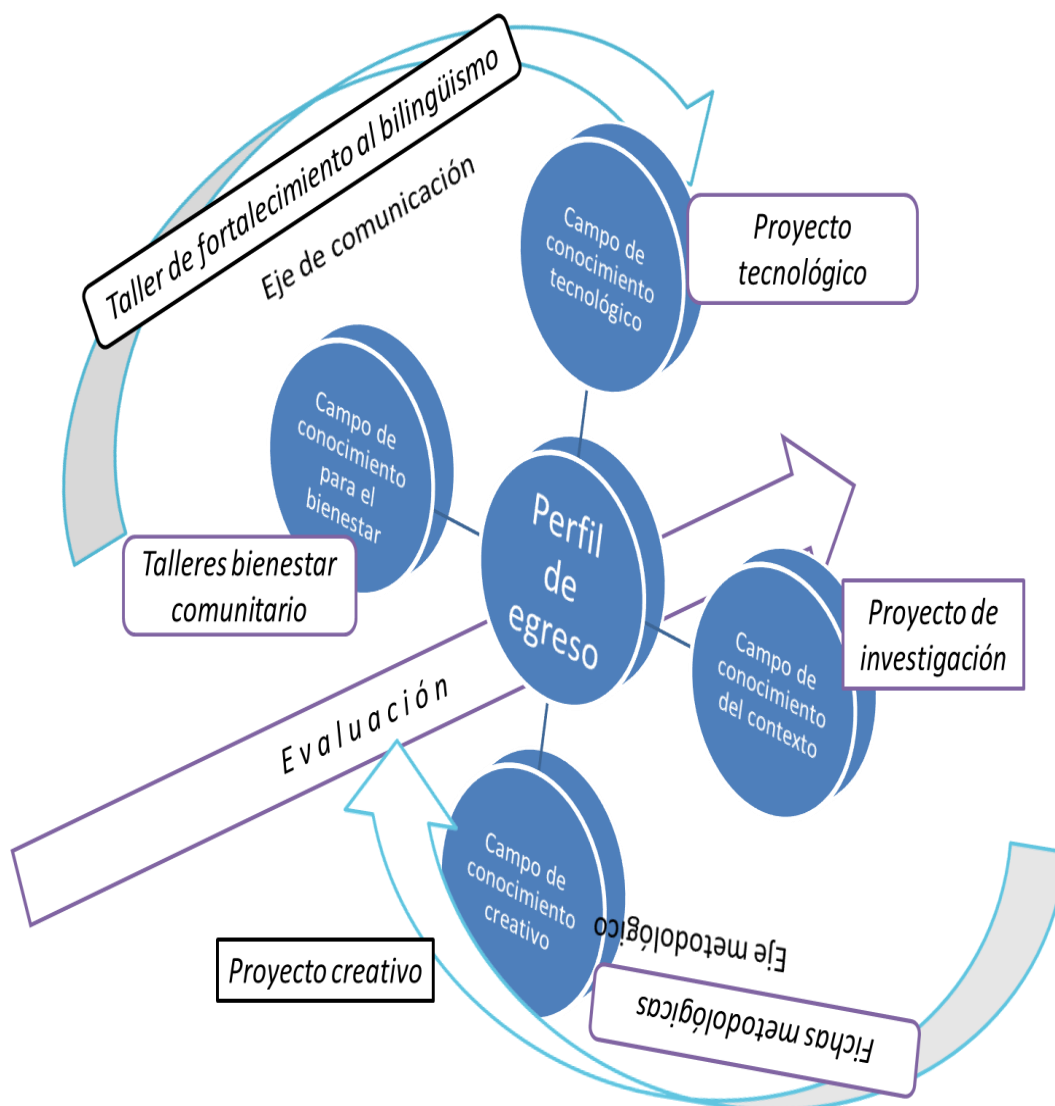 Taller de fortalecimiento al bilingüismo
Eje de comunicación
Campo de
conocimiento
tecnológico
Proyecto
tecnológico
Campo de
conocimiento
para el
bienestar
Talleres bienestar
comunitario
Perfil
de
egreso
Proyecto de
investigación
Campo de
conocimiento
del contexto
Evaluación
Campo de
conocimiento
creativo
Proyecto creativo
Eje metodológico
Fichas metodológicas